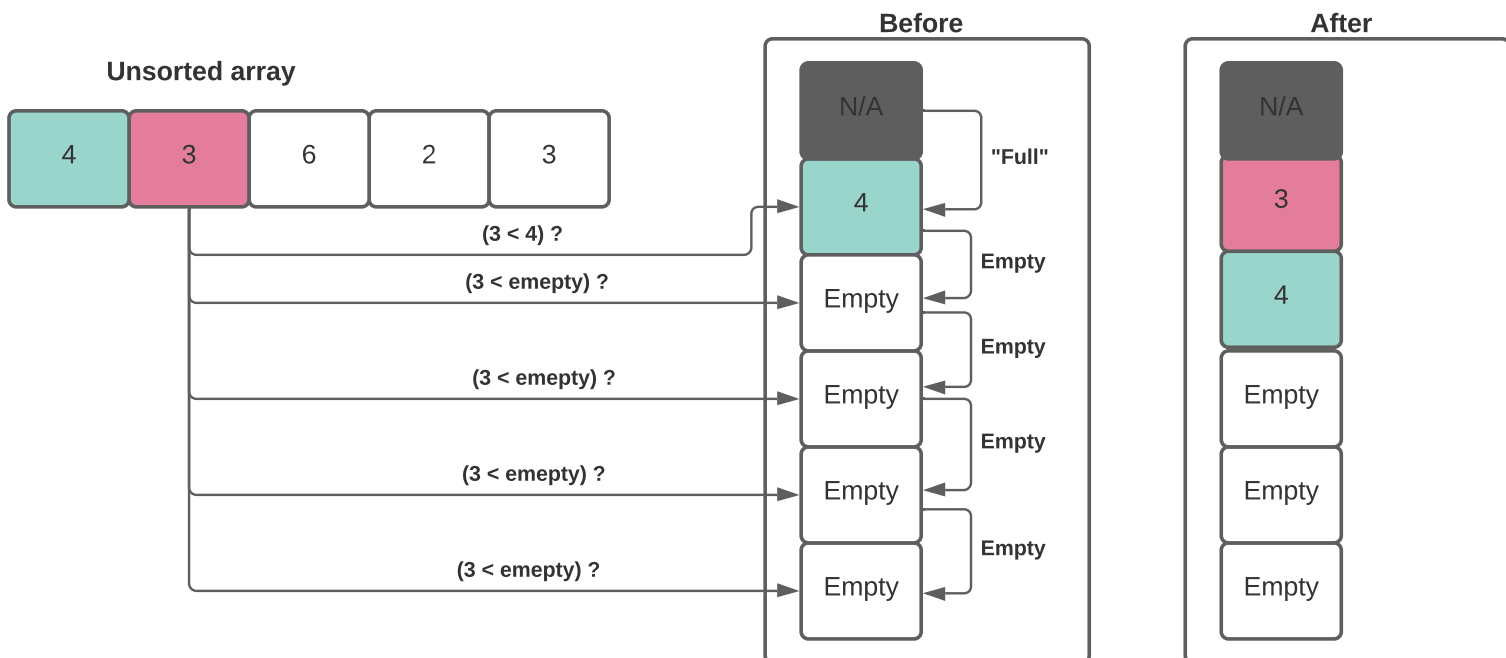 Before
After
Unsorted array
4 3 6 2 3
N/A
"Full"
4
(3 < 4) ?
Empty
(3 < emepty) ?
Empty
Empty
(3 < emepty) ?
Empty
Empty
(3 < emepty) ?
Empty
Empty
(3 < emepty) ?
Empty
N/A
3
4
Empty
Empty
Empty